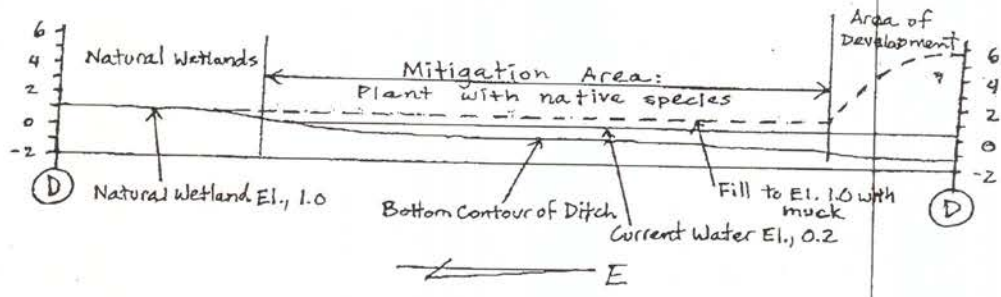 Area of
Development
Natural Wetlands
Mitigation Area:
Plant with native species
6
4
2
0
-2
6
4
2
0
-2
D
D
Natural Wetland El., 1.0
Bottom Contour of Ditch
Fill to El. 1.0 with
muck
Current Water El., 0.2
E